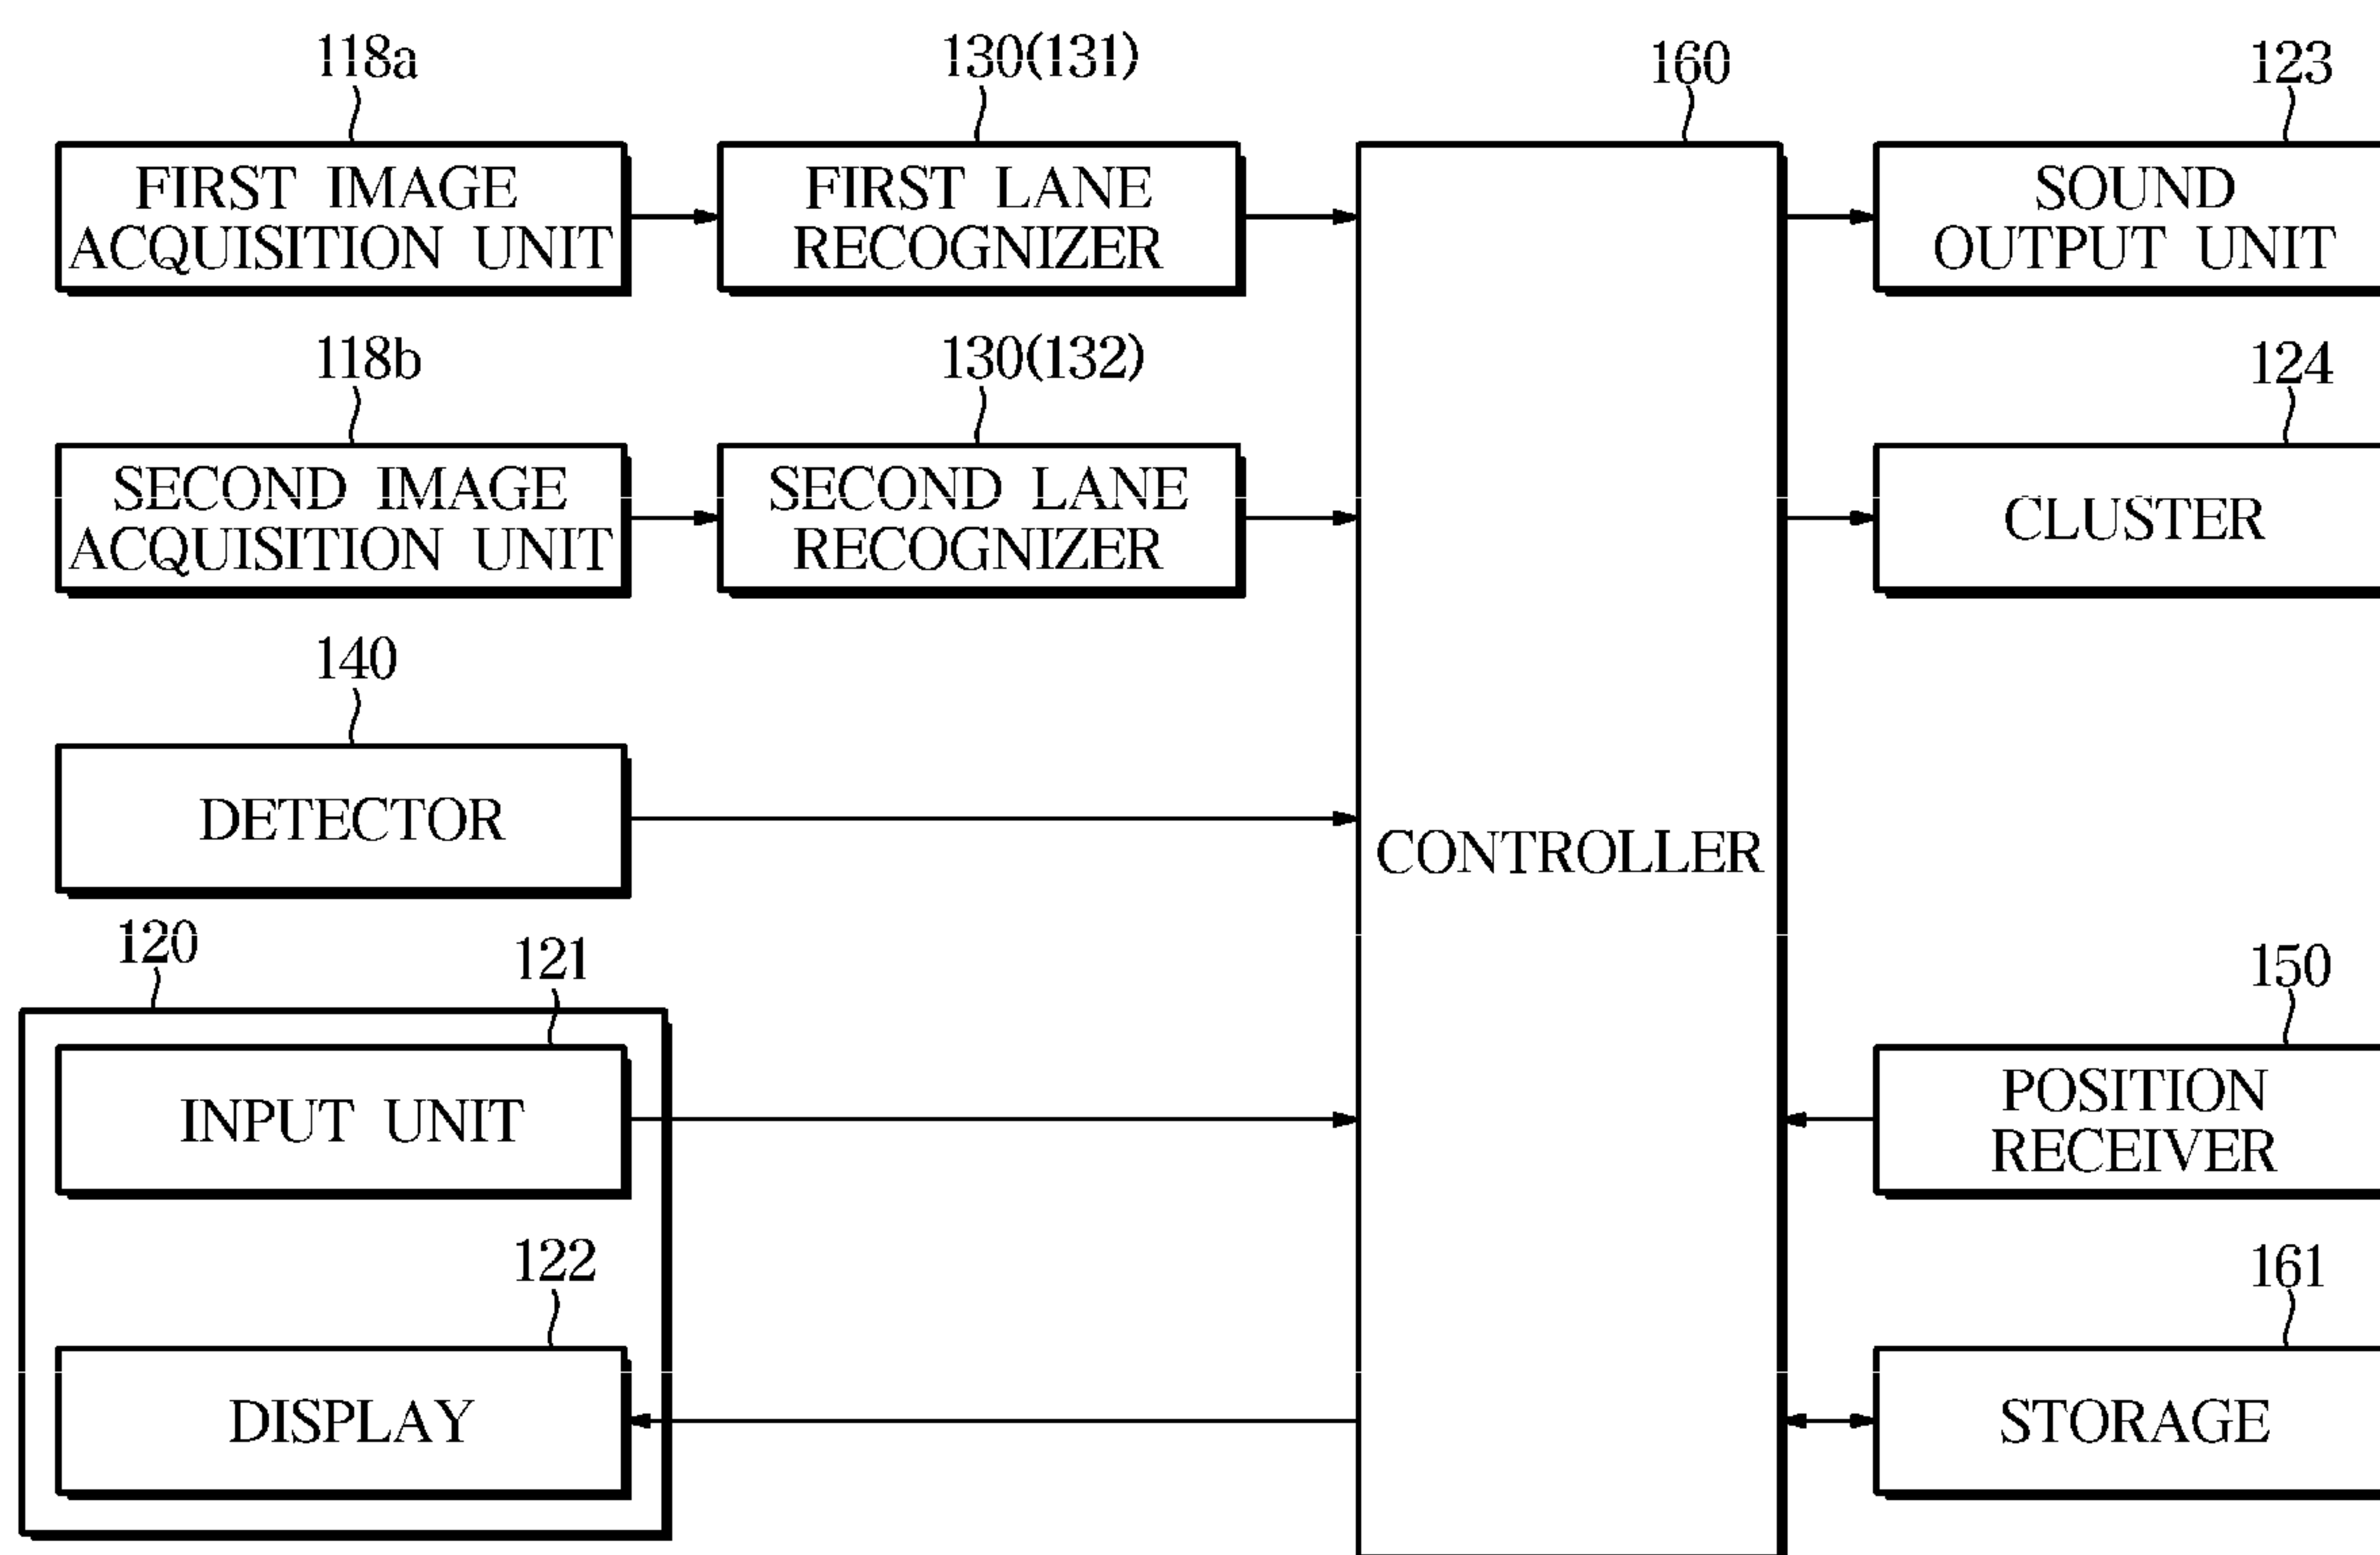 118a
130(131)
160
123
FIRST IMAGE
ACQUISITION UNIT
FIRST LANE
RECOGNIZER
SOUND
OUTPUT UNIT
118b
130(132)
124
SECOND IMAGE
ACQUISITION UNIT
SECOND LANE
RECOGNIZER
CLUSTER
140
DETECTOR
CONTROLLER
120
121
150
INPUT UNIT
POSITION
RECEIVER
122
161
DISPLAY
STORAGE